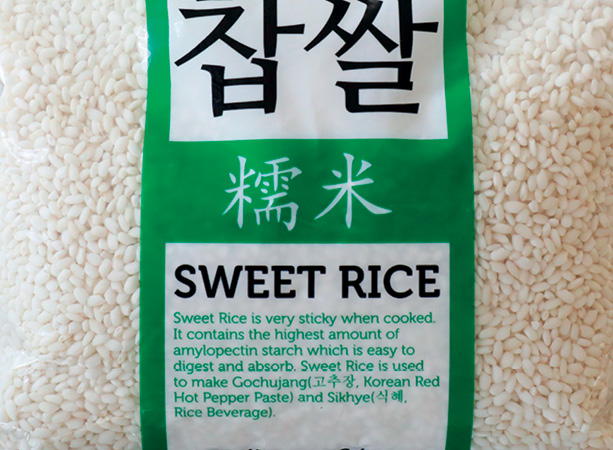 찹쌀
糯米
SWEET RICE
Sweet Rice is very sticky when cooked.
It contains the highest amount of
amylopectin starch which is easy to
digest and absorb. Sweet Rice is used
to make Gochujang(고추장, Korean Red
Hot Pepper Paste) and Sikhye(식혜,
Rice Beverage).